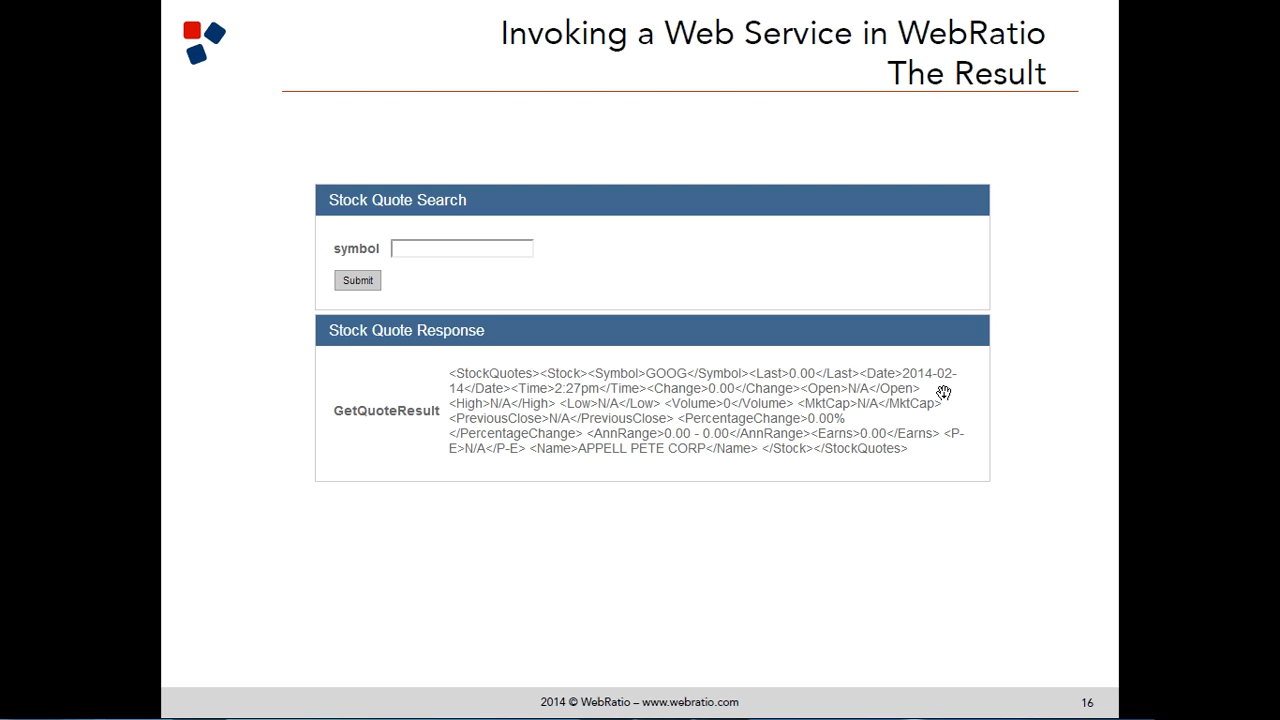 Invoking a Web Service in WebRatio
The Result
Stock Quote Search
symbol
Submit
Stock Quote Response
GetQuoteResult
<StockQuotes><Stock><Symbol>GOOG</Symbol><Last>0.00</Last><Date>2014-02-
14</Date><Time>2:27pm</Time><Change>0.00</Change><Open>N/A</Open>
<High>N/A</High> <Low>N/A</Low> <Volume>0</Volume> <MktCap>N/A</MktCap>
<PreviousClose>N/A</PreviousClose> <PercentageChange>0.00%
</PercentageChange> <AnnRange>0.00 - 0.00</AnnRange><Earns>0.00</Earns> <P-
E>N/A</P-E> <Name>APPELL PETE CORP</Name> </Stock></StockQuotes>
2014 © WebRatio – www.webratio.com
16